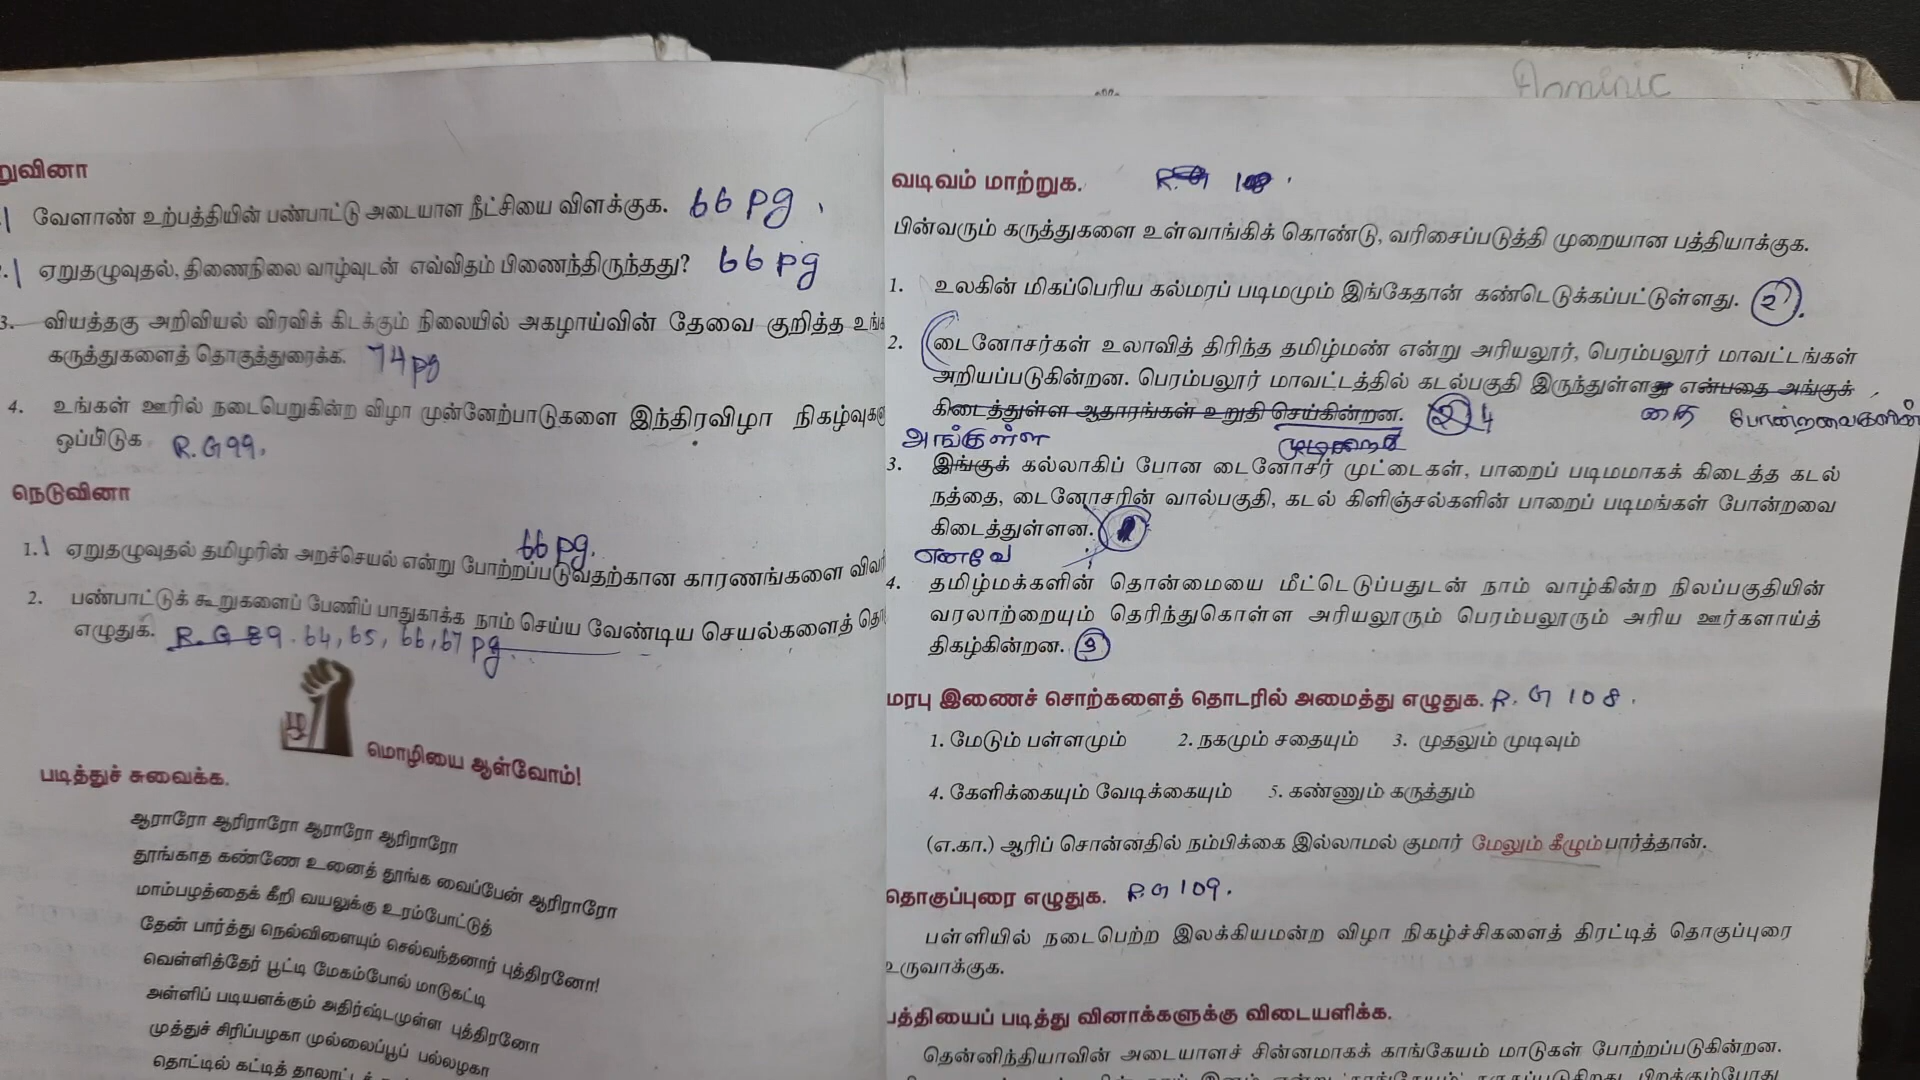 Dominic
றுவினா
வேளாண் உற்பத்தியின் பண்பாட்டு அடையாள நீட்சியை விளக்குக. 66 pg.
ஏறுதழுவுதல், திணைநிலை வாழ்வுடன் எவ்விதம் பிணைந்திருந்தது? 66 pg
3. வியத்தகு அறிவியல் விரவிக் கிடக்கும் நிலையில் அகழாய்வின் தேவை குறித்த உங்க
கருத்துகளைத் தொகுத்துரைக்க. 74 pg
4. உங்கள் ஊரில் நடைபெறுகின்ற விழா முன்னேற்பாடுகளை இந்திரவிழா நிகழ்வுக
ஒப்பிடுக R.G 99.
நெடுவினா
66 pg.
1. ஏறுதழுவுதல் தமிழரின் அறச்செயல் என்று போற்றப்படுவதற்கான காரணங்களை விவரி
2. பண்பாட்டுக் கூறுகளைப் பேணிப் பாதுகாக்க நாம் செய்ய வேண்டிய செயல்களைத் தொ
எழுதுக. R.G 89. 64, 65, 66, 67 pg.
மொழியை ஆள்வோம்!
படித்துச் சுவைக்க.
ஆராரோ ஆரிராரோ ஆராரோ ஆரிராரோ
தூங்காத கண்ணே உனைத் தூங்க வைப்பேன் ஆரிராரோ
மாம்பழத்தைக் கீறி வயலுக்கு உரம்போட்டுத்
தேன் பார்த்து நெல்விளையும் செல்வந்தனார் புத்திரனோ!
வெள்ளித்தேர் பூட்டி மேகம்போல் மாடுகட்டி
அள்ளிப் படியளக்கும் அதிர்ஷ்டமுள்ள புத்திரனோ
முத்துச் சிரிப்பழகா முல்லைப்பூப் பல்லழகா
தொட்டில் கட்டித் தாலாட்டத்
வடிவம் மாற்றுக. R.G
பின்வரும் கருத்துகளை உள்வாங்கிக் கொண்டு, வரிசைப்படுத்தி முறையான பத்தியாக்குக.
1. உலகின் மிகப்பெரிய கல்மரப் படிமமும் இங்கேதான் கண்டெடுக்கப்பட்டுள்ளது. 2.
2. டைனோசர்கள் உலாவித் திரிந்த தமிழ்மண் என்று அரியலூர், பெரம்பலூர் மாவட்டங்கள்
அறியப்படுகின்றன. பெரம்பலூர் மாவட்டத்தில் கடல்பகுதி இருந்துள்ளது என்பதை அங்குக்
கிடைத்துள்ள ஆதாரங்கள் உறுதி செய்கின்றன. 4 தை போன்றவைகளின்
அங்குள்ள
3. இங்குக் கல்லாகிப் போன டைனோசர் முட்டைகள், பாறைப் படிமமாகக் கிடைத்த கடல்
நத்தை, டைனோசரின் வால்பகுதி, கடல் கிளிஞ்சல்களின் பாறைப் படிமங்கள் போன்றவை
கிடைத்துள்ளன. 1
எனவே
4. தமிழ்மக்களின் தொன்மையை மீட்டெடுப்பதுடன் நாம் வாழ்கின்ற நிலப்பகுதியின்
வரலாற்றையும் தெரிந்துகொள்ள அரியலூரும் பெரம்பலூரும் அரிய ஊர்களாய்த்
திகழ்கின்றன. 3
மரபு இணைச் சொற்களைத் தொடரில் அமைத்து எழுதுக. R.G 108.
1. மேடும் பள்ளமும் 2. நகமும் சதையும் 3. முதலும் முடிவும்
4. கேளிக்கையும் வேடிக்கையும் 5. கண்ணும் கருத்தும்
(எ.கா.) ஆரிப் சொன்னதில் நம்பிக்கை இல்லாமல் குமார் மேலும் கீழும் பார்த்தான்.
தொகுப்புரை எழுதுக. R.G 109.
பள்ளியில் நடைபெற்ற இலக்கியமன்ற விழா நிகழ்ச்சிகளைத் திரட்டித் தொகுப்புரை
உருவாக்குக.
பத்தியைப் படித்து வினாக்களுக்கு விடையளிக்க.
தென்னிந்தியாவின் அடையாளச் சின்னமாகக் காங்கேயம் மாடுகள் போற்றப்படுகின்றன.